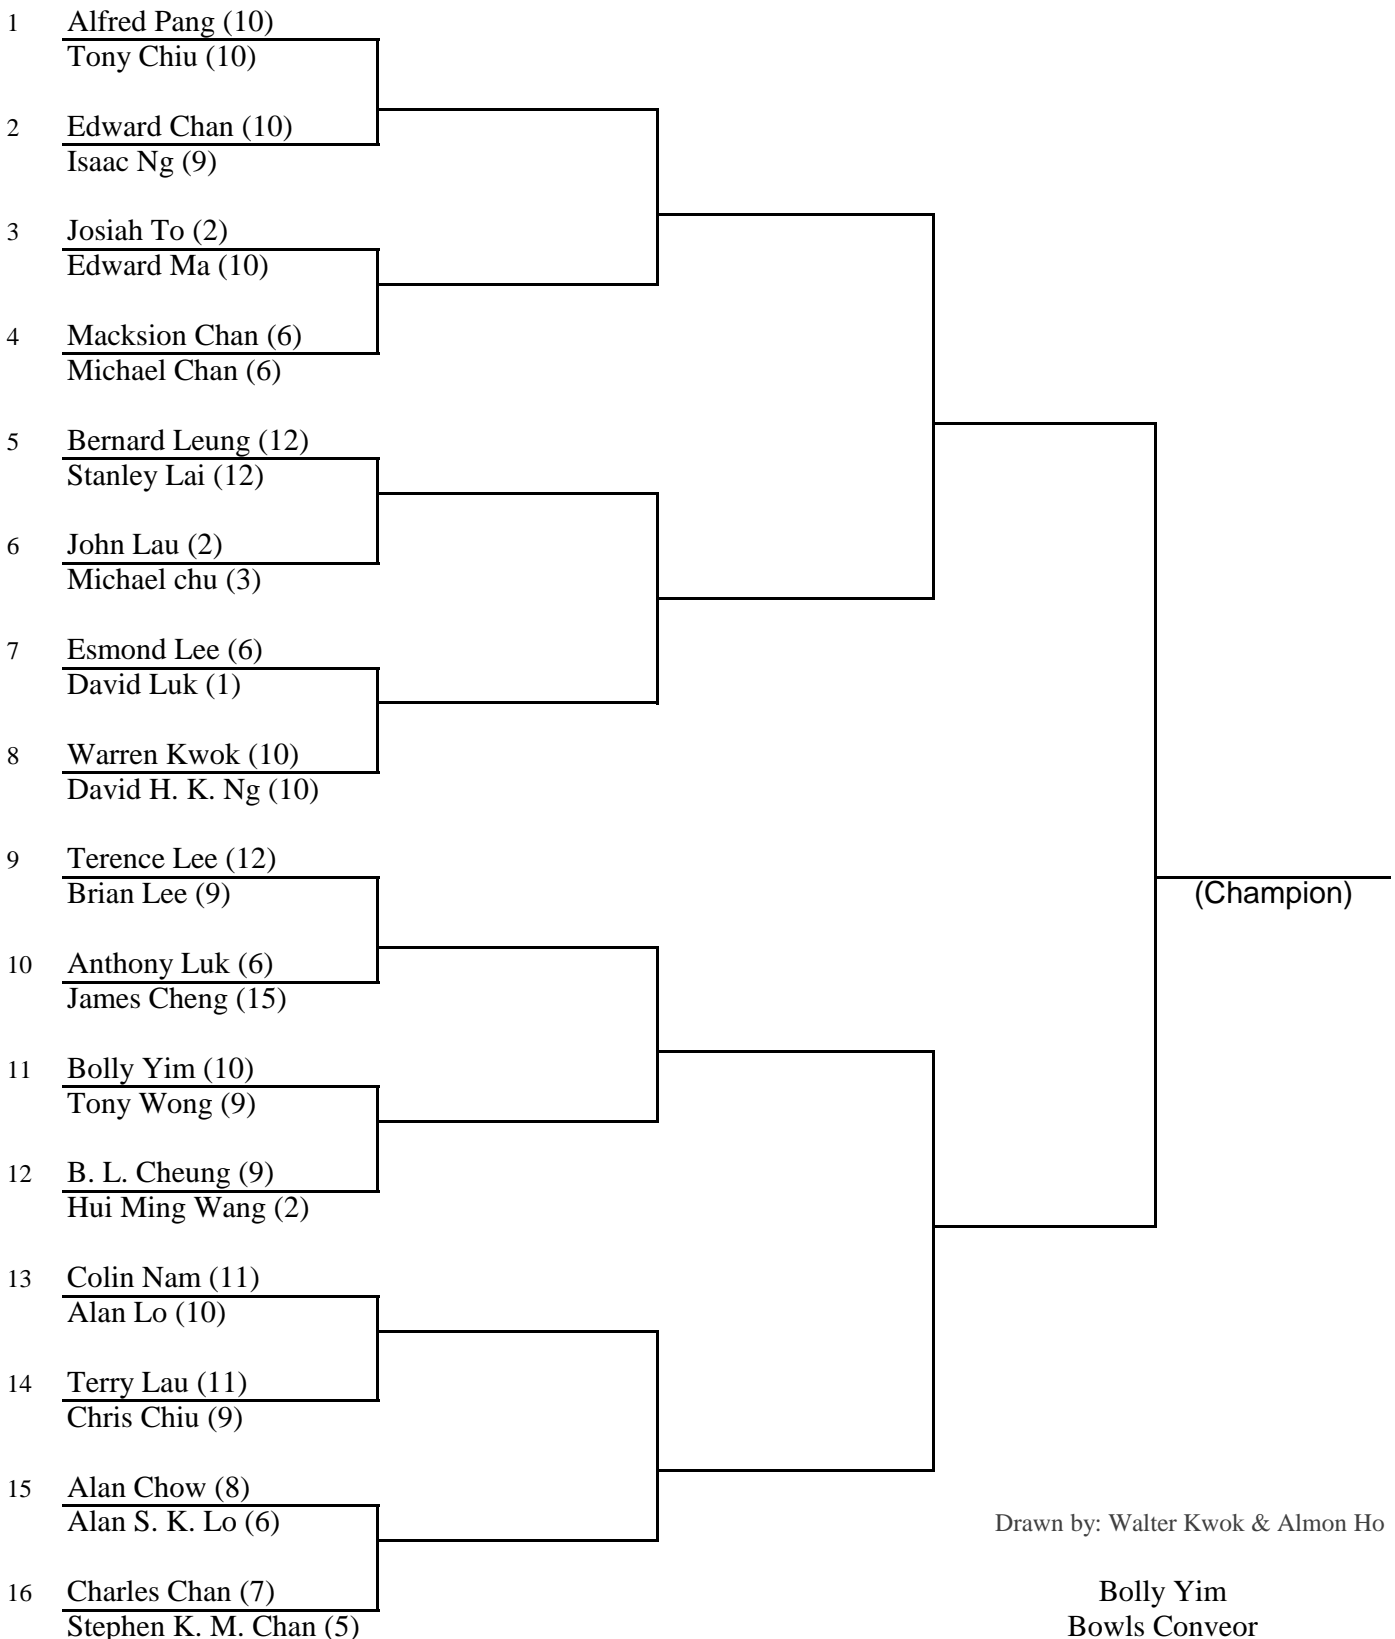 1 Alfred Pang (10)
Tony Chiu (10)
2 Edward Chan (10)
Isaac Ng (9)
3 Josiah To (2)
Edward Ma (10)
4 Macksion Chan (6)
Michael Chan (6)
5 Bernard Leung (12)
Stanley Lai (12)
6 John Lau (2)
Michael chu (3)
7 Esmond Lee (6)
David Luk (1)
8 Warren Kwok (10)
David H. K. Ng (10)
9 Terence Lee (12)
Brian Lee (9)
(Champion)
10 Anthony Luk (6)
James Cheng (15)
11 Bolly Yim (10)
Tony Wong (9)
12 B. L. Cheung (9)
Hui Ming Wang (2)
13 Colin Nam (11)
Alan Lo (10)
14 Terry Lau (11)
Chris Chiu (9)
15 Alan Chow (8)
Alan S. K. Lo (6)
Drawn by: Walter Kwok & Almon Ho
16 Charles Chan (7)
Stephen K. M. Chan (5)
Bolly Yim
Bowls Conveor